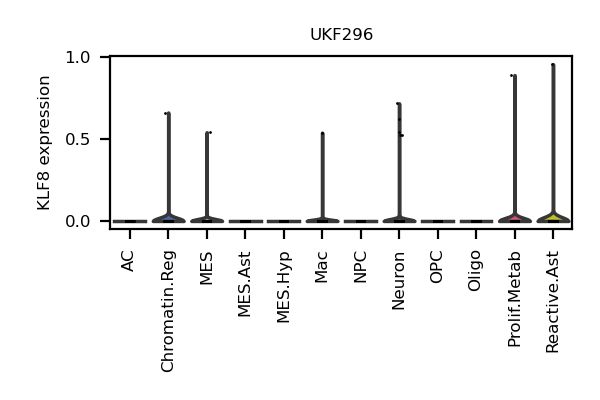 UKF296
KLF8 expression
1.0
0.5
0.0
AC
Chromatin.Reg
MES
MES.Ast
MES.Hyp
Mac
NPC
Neuron
OPC
Oligo
Prolif.Metab
Reactive.Ast